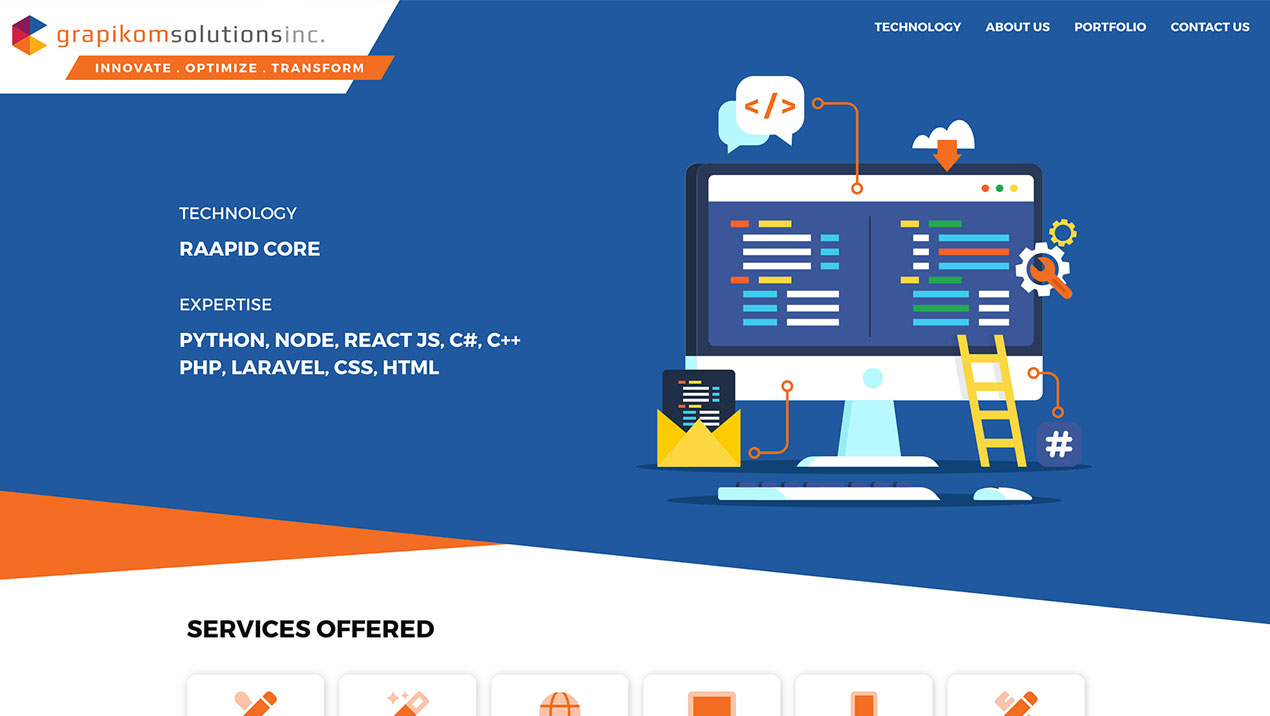 grapikomsolutionsinc.
INNOVATE . OPTIMIZE . TRANSFORM
TECHNOLOGY ABOUT US PORTFOLIO CONTACT US
</>
TECHNOLOGY
RAAPID CORE
EXPERTISE
PYTHON, NODE, REACT JS, C#, C++
PHP, LARAVEL, CSS, HTML
#
SERVICES OFFERED